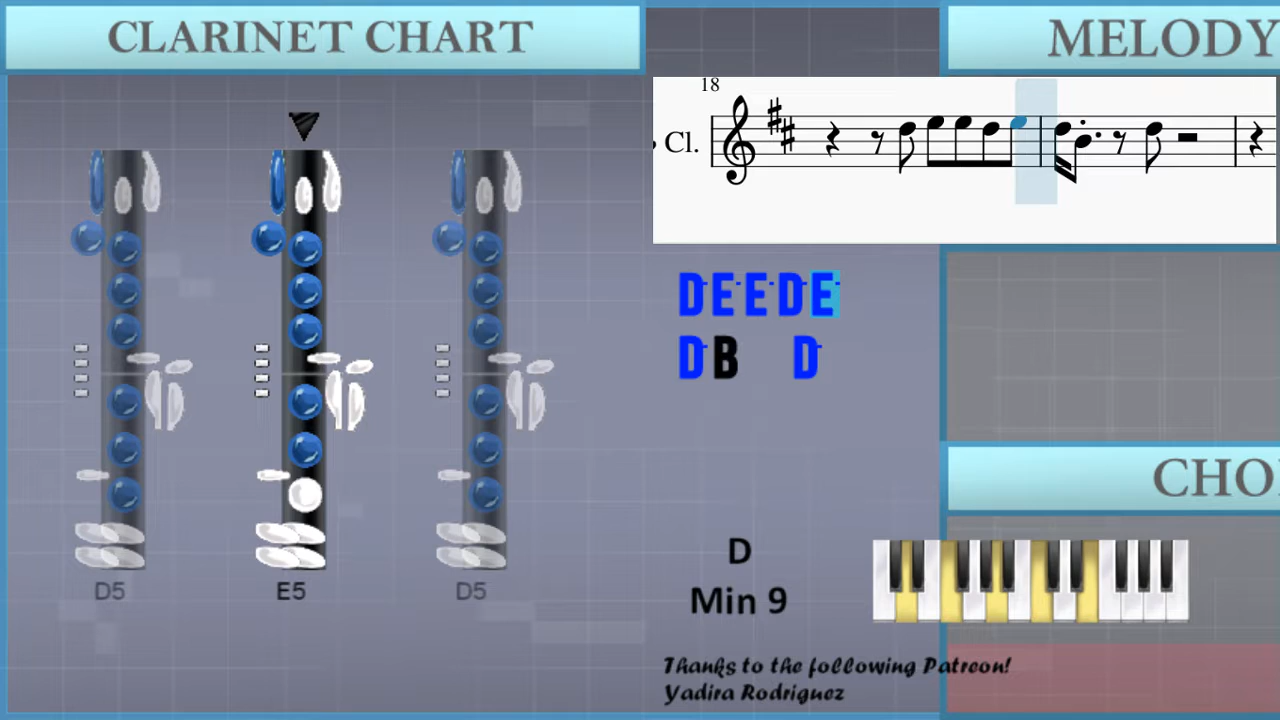 CLARINET CHART
MELODY
18
Cl.
DEEDE
DB D
D5
E5
D5
D
Min 9
CHO
Thanks to the following Patreon!
Yadira Rodriguez